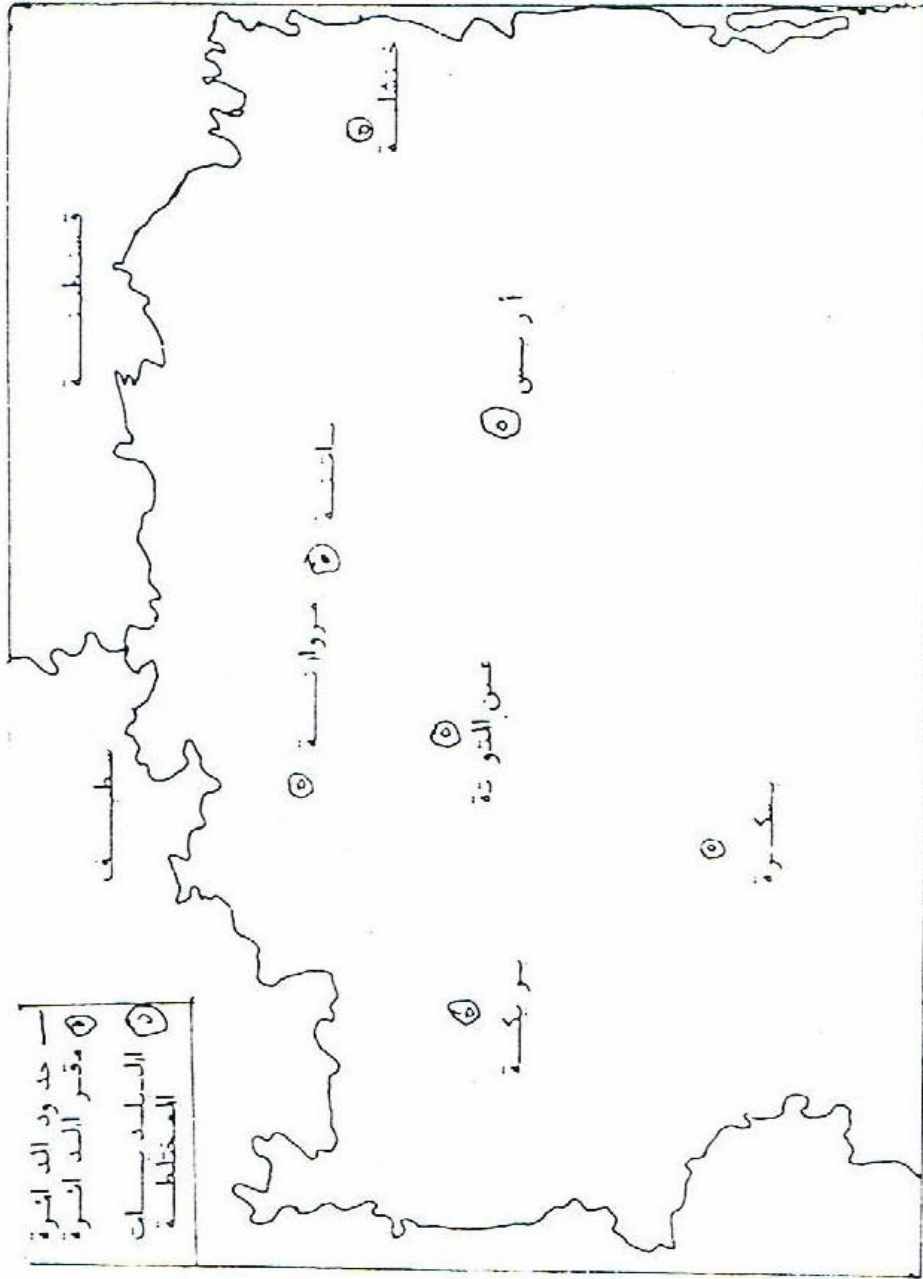 حدود الدائرة
مقر الدائرة
البلديات
المختلطة
سطيف
قسنطينة
خنشلة
باتنة
مروانة
أريس
عين التوتة
بريكة
بسكرة